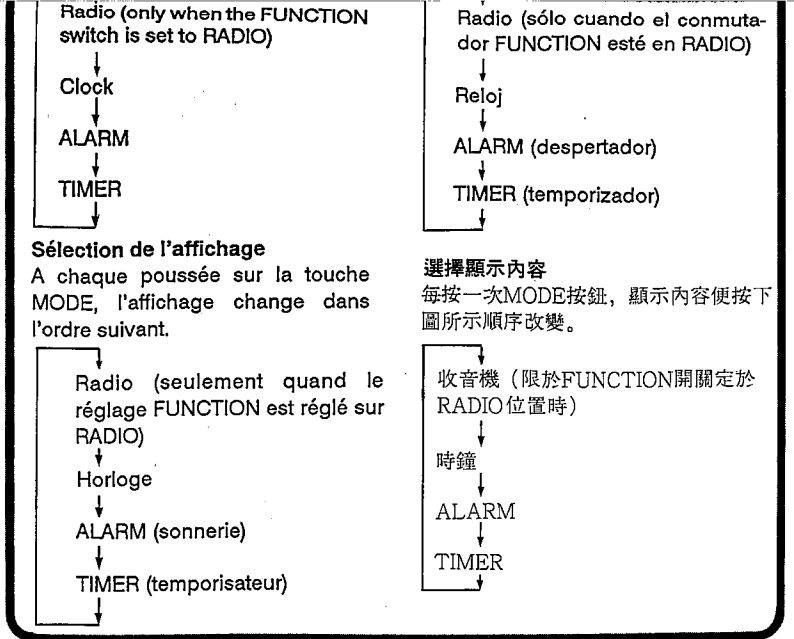 Radio (only when the FUNCTION
switch is set to RADIO)
Clock
ALARM
TIMER
Sélection de l'affichage
A chaque poussée sur la touche
MODE, l'affichage change dans
l'ordre suivant.
Radio (seulement quand le
réglage FUNCTION est réglé sur
RADIO)
Horloge
ALARM (sonnerie)
TIMER (temporisateur)
Radio (sólo cuando el conmuta-
dor FUNCTION esté en RADIO)
Reloj
ALARM (despertador)
TIMER (temporizador)
選擇顯示內容
每按一次MODE按鈕，顯示內容便按下
圖所示順序改變。
收音機（限於FUNCTION開關定於
RADIO位置時）
時鐘
ALARM
TIMER